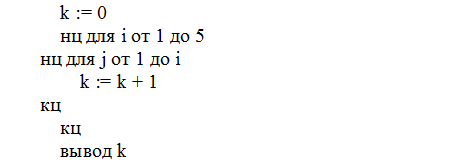 k := 0
нц для i от 1 до 5
нц для j от 1 до i
k := k + 1
кц
кц
вывод k